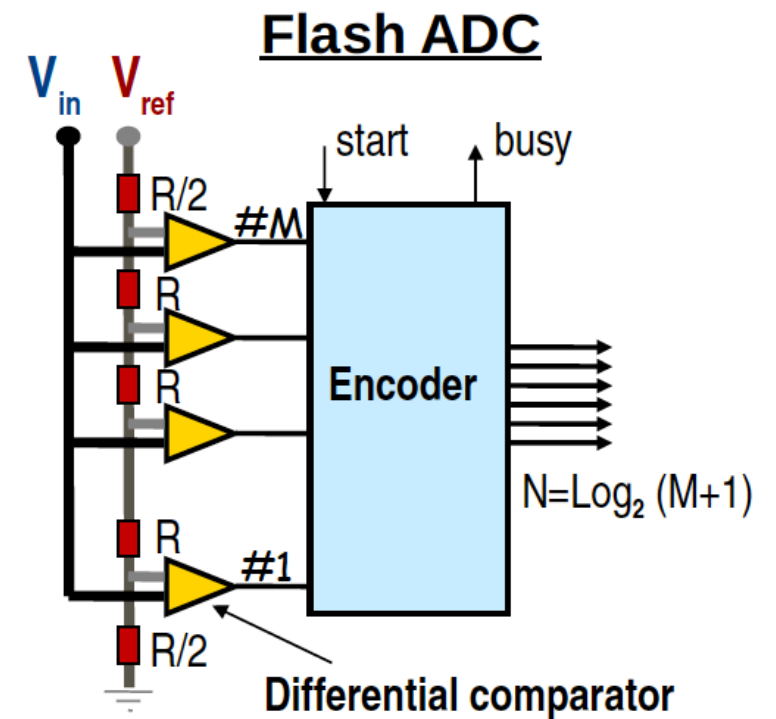 Flash ADC
Vin Vref
start busy
R/2
#M
R
R
Encoder
N=Log2 (M+1)
R
#1
R/2
Differential comparator